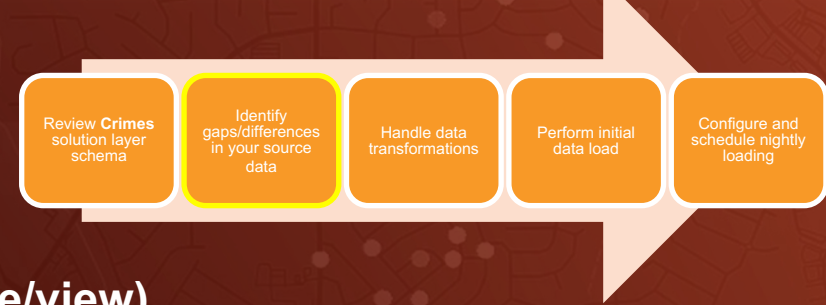 Review Crimes
solution layer
schema
Identify
gaps/differences
in your source
data
Handle data
transformations
Perform initial
data load
Configure and
schedule nightly
loading
e/view)